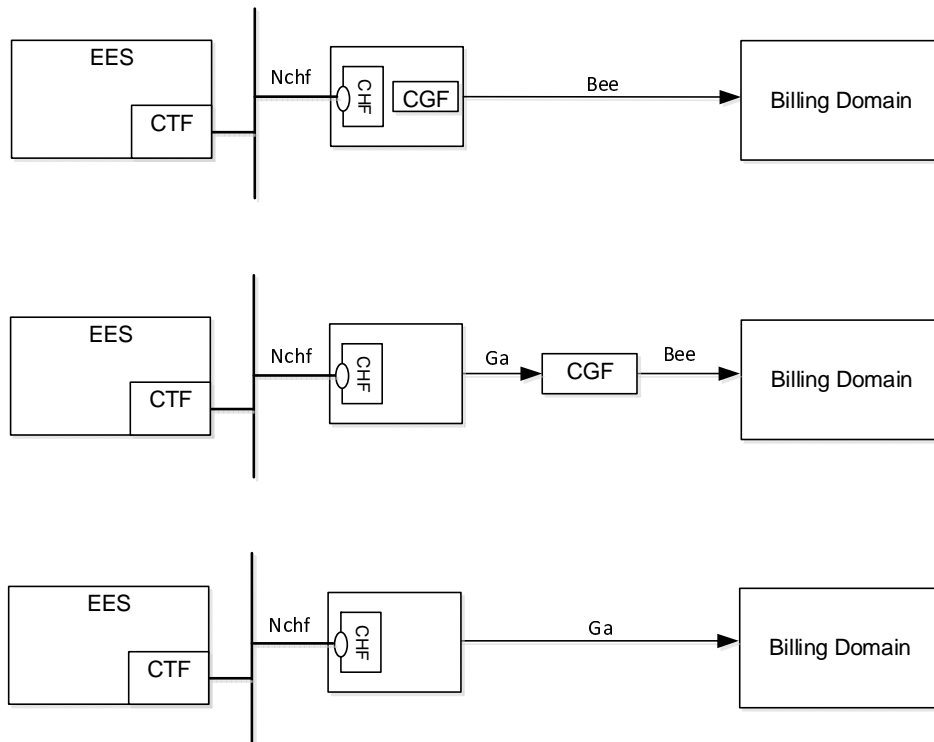 EES
CTF
Nchf
CHF
CGF
Bee
Billing Domain
EES
CTF
Nchf
CHF
Ga
CGF
Bee
Billing Domain
EES
CTF
Nchf
CHF
Ga
Billing Domain